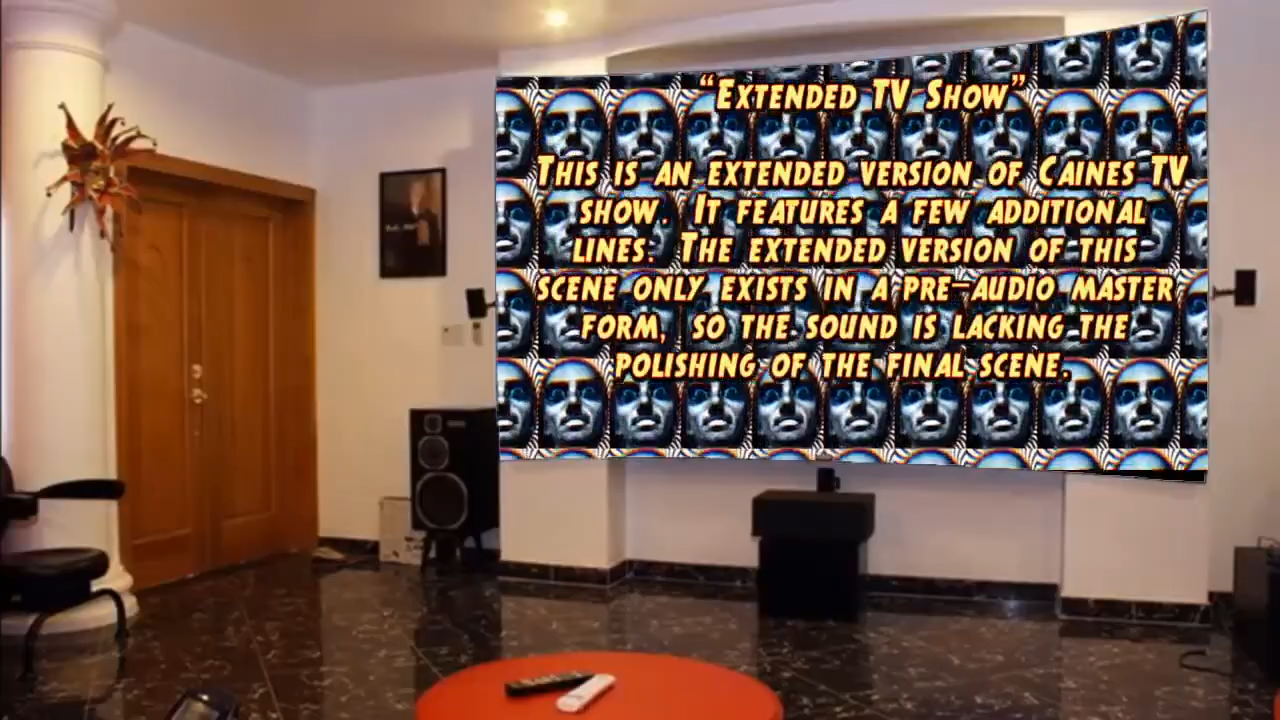 “Extended TV Show”
This is an extended version of Caines TV
show. It features a few additional
lines. The extended version of this
scene only exists in a pre-audio master
form, so the sound is lacking the
polishing of the final scene.